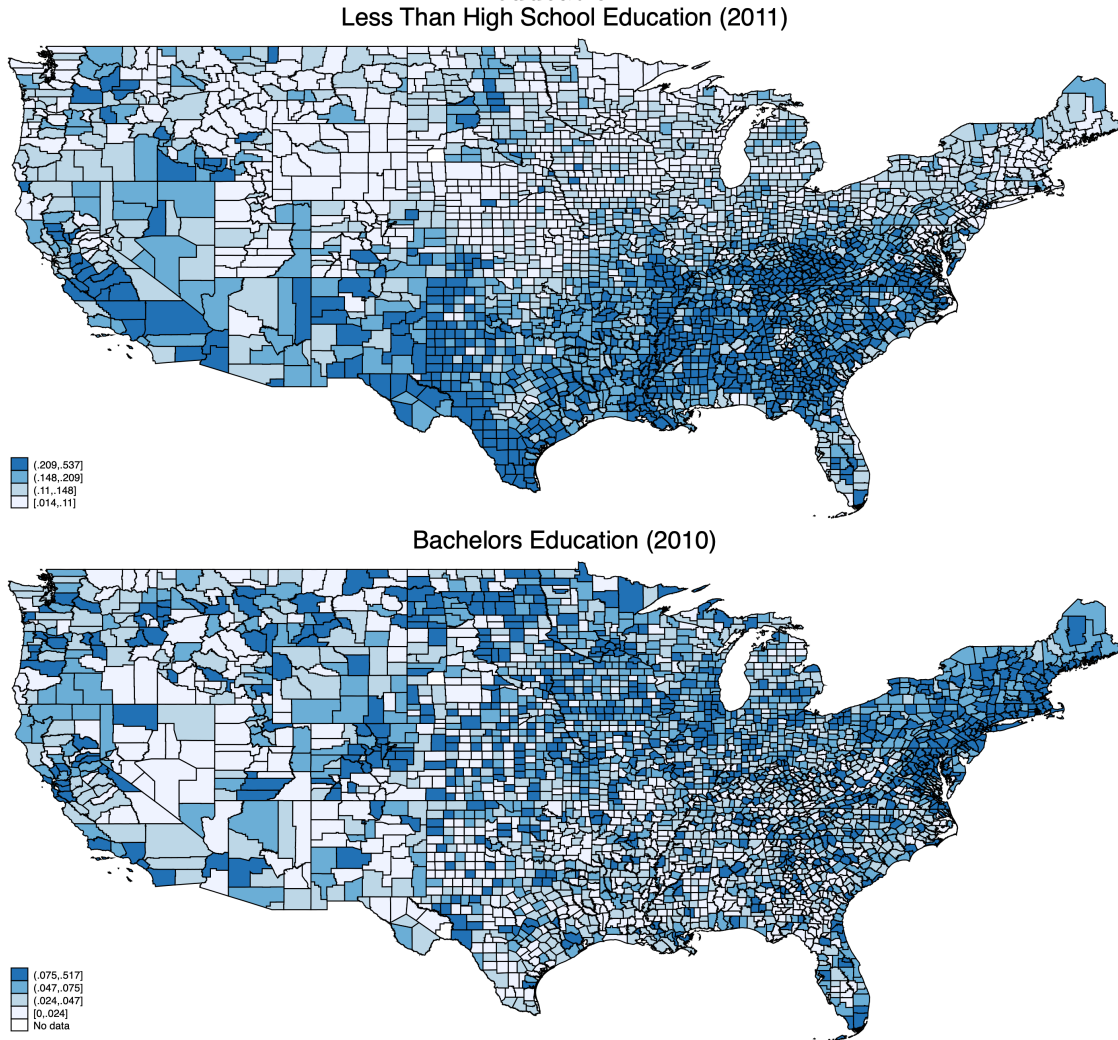 Less Than High School Education (2011)
(.209,.537]
(.148,.209]
(.11,.148]
[.014,.11]
Bachelors Education (2010)
(.075,.517]
(.047,.075]
(.024,.047]
[0,.024]
No data